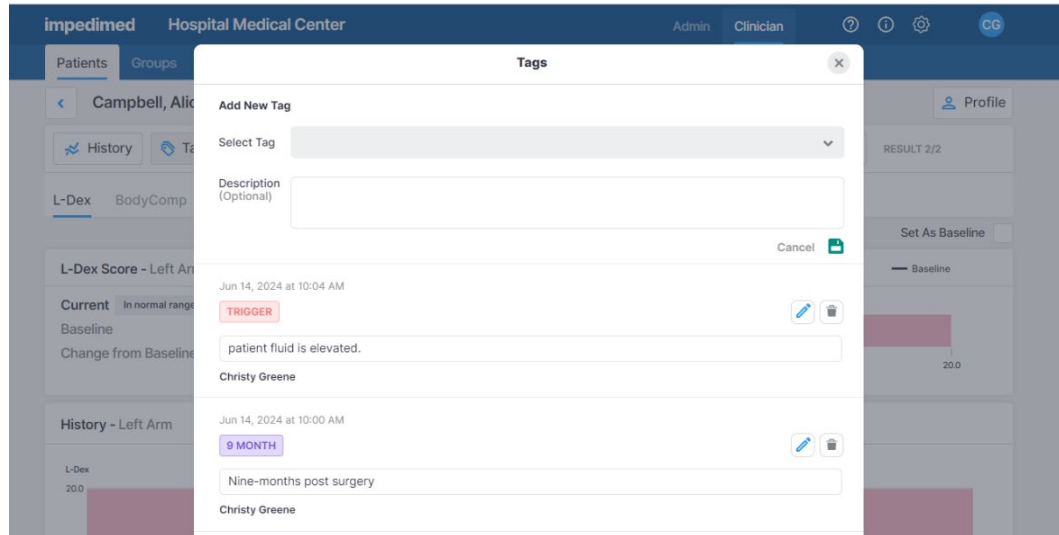 impedimed Hospital Medical Center Admin Clinician CG
Patients Groups
Tags
Campbell, Alic
Profile
Add New Tag
Select Tag
History Ta
RESULT 2/2
Description
(Optional)
L-Dex BodyComp
Set As Baseline
Cancel
L-Dex Score - Left Ar
Baseline
Jun 14, 2024 at 10:04 AM
Current In normal range
TRIGGER
Baseline
patient fluid is elevated.
Change from Baseline
20.0
Christy Greene
History - Left Arm
Jun 14, 2024 at 10:00 AM
9 MONTH
L-Dex
20.0
Nine-months post surgery
Christy Greene